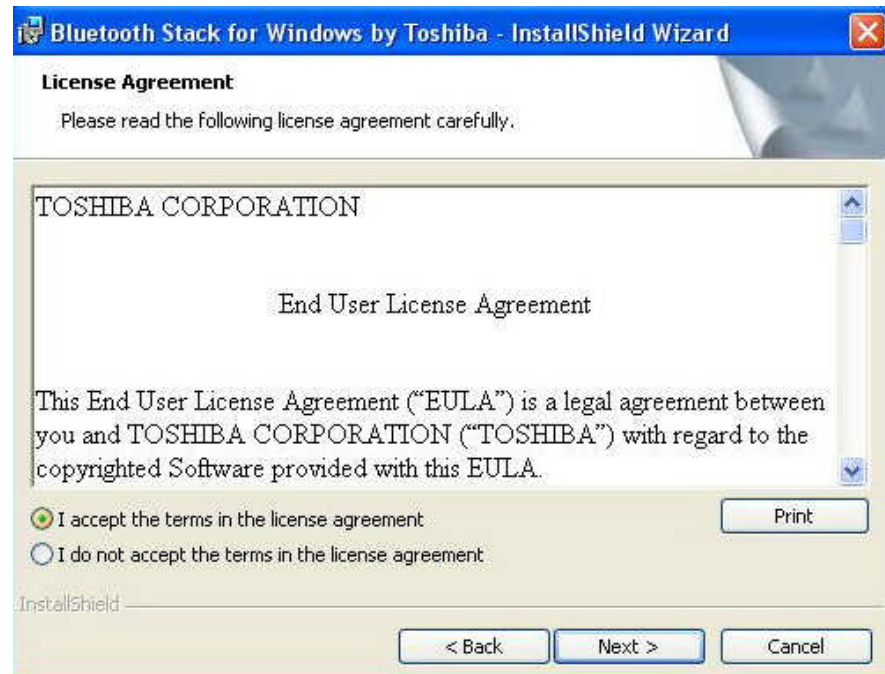 Bluetooth Stack for Windows by Toshiba - InstallShield Wizard
License Agreement
Please read the following license agreement carefully.
TOSHIBA CORPORATION
End User License Agreement
This End User License Agreement (“EULA”) is a legal agreement between
you and TOSHIBA CORPORATION (“TOSHIBA”) with regard to the
copyrighted Software provided with this EULA.
I accept the terms in the license agreement
Print
I do not accept the terms in the license agreement
InstallShield
< Back
Next >
Cancel